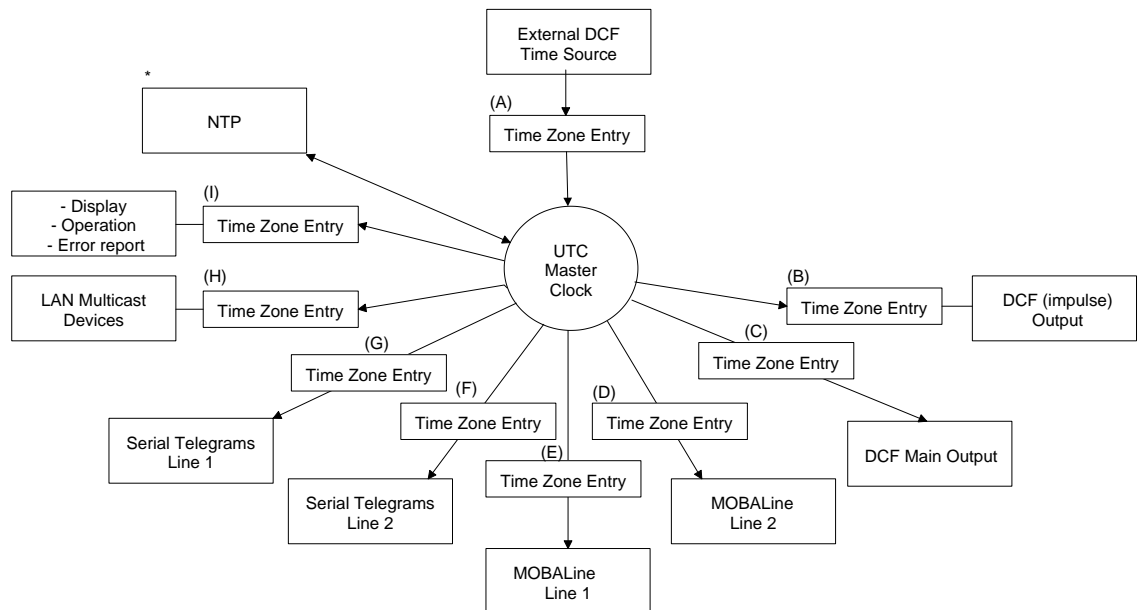 External DCF
Time Source
*
(A)
NTP
Time Zone Entry
(I)
- Display
- Operation
- Error report
Time Zone Entry
UTC
Master
Clock
(H)
LAN Multicast
Devices
Time Zone Entry
(B)
Time Zone Entry
DCF (impulse)
Output
(G)
Time Zone Entry
(C)
Time Zone Entry
(F)
Time Zone Entry
(D)
Time Zone Entry
Serial Telegrams
Line 1
(E)
Time Zone Entry
DCF Main Output
Serial Telegrams
Line 2
MOBALine
Line 2
MOBALine
Line 1